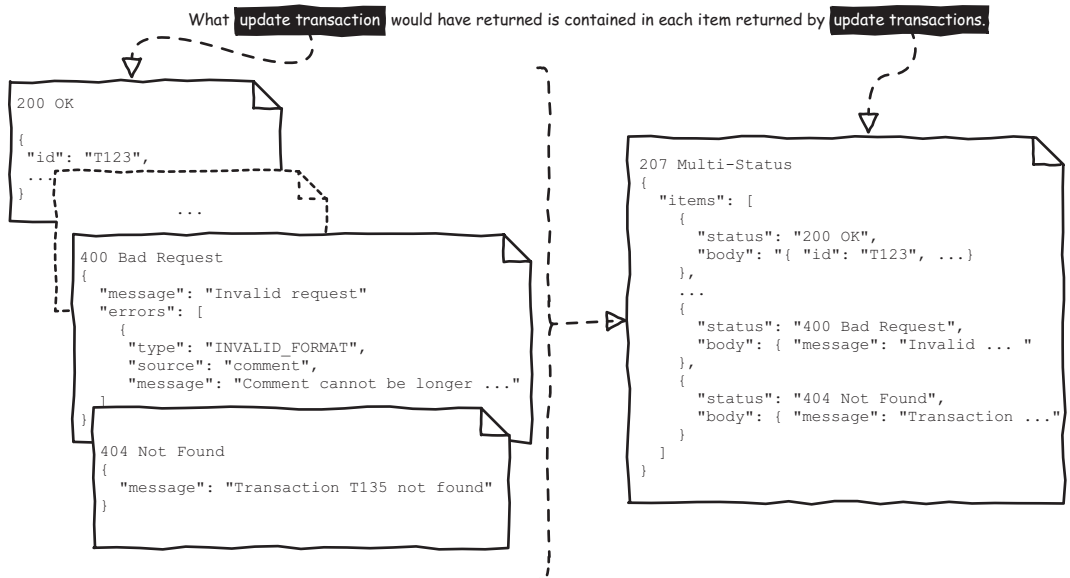 What update transaction would have returned is contained in each item returned by update transactions.
200 OK
{
"id": "T123",
...
}
...
400 Bad Request
{
"message": "Invalid request"
"errors": [
{
"type": "INVALID_FORMAT",
"source": "comment",
"message": "Comment cannot be longer ..."
]
}
404 Not Found
{
"message": "Transaction T135 not found"
}
207 Multi-Status
{
"items": [
{
"status": "200 OK",
"body": "{ "id": "T123", ...}
},
...
{
"status": "400 Bad Request",
"body": { "message": "Invalid ... "
},
{
"status": "404 Not Found",
"body": { "message": "Transaction ..."
}
]
}